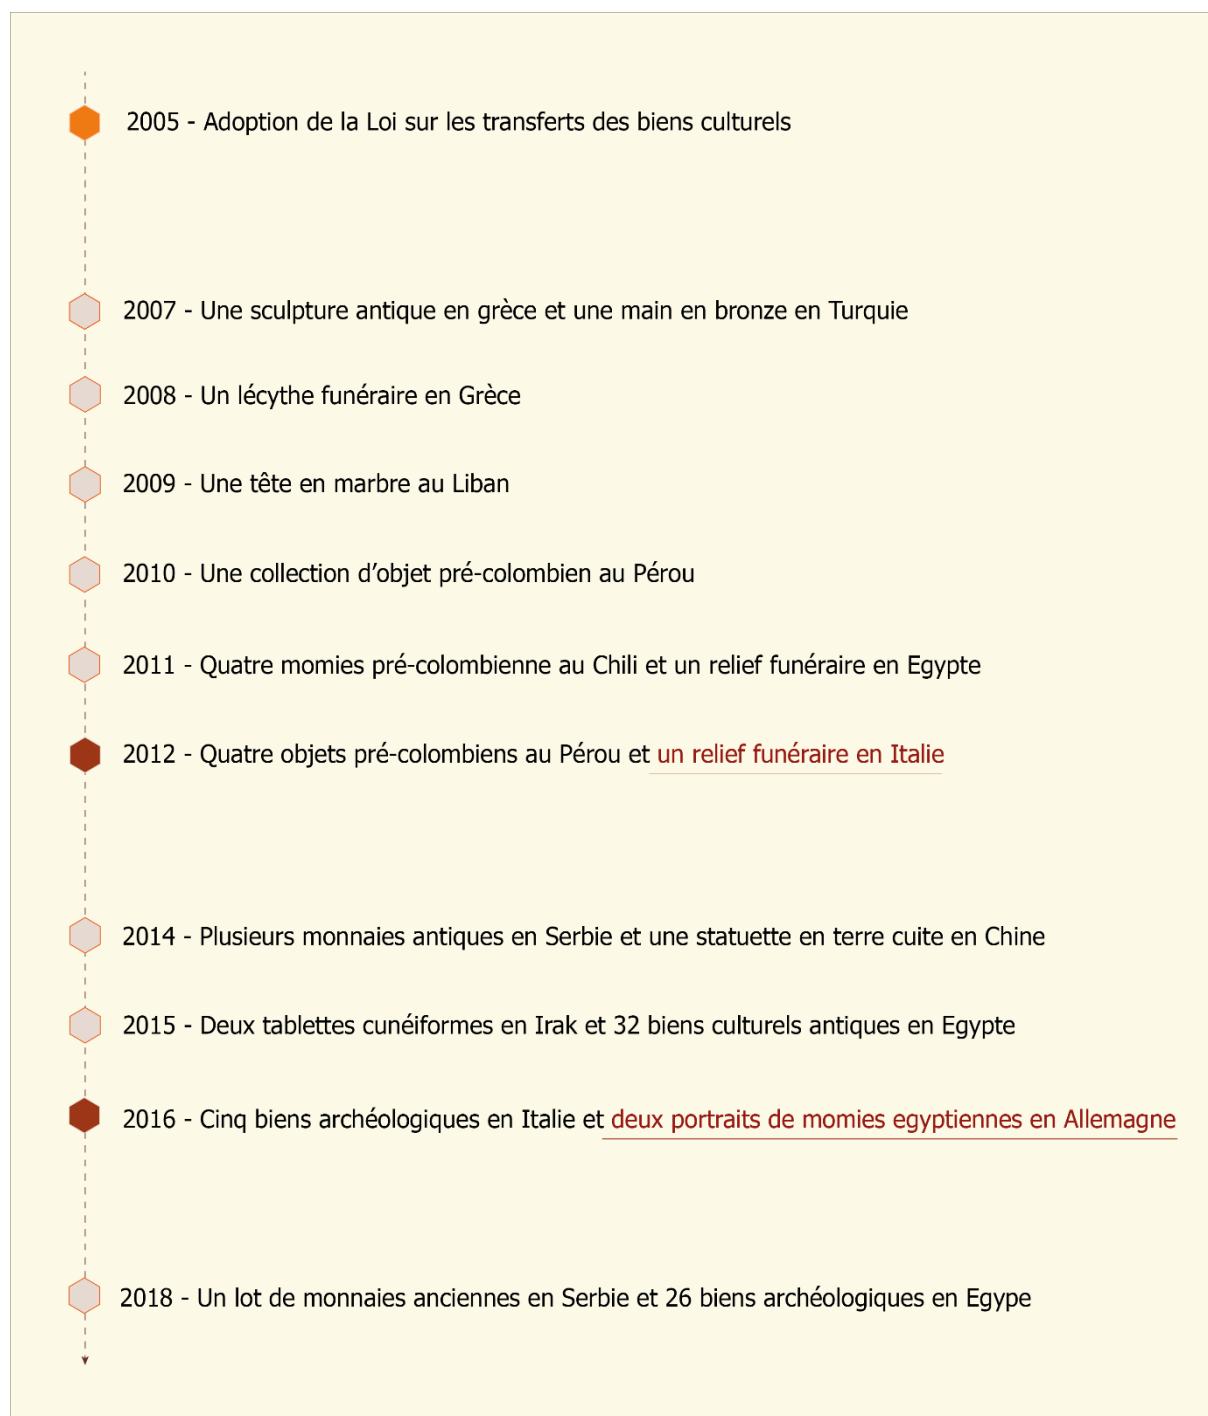 2005 - Adoption de la Loi sur les transferts des biens culturels
2007 - Une sculpture antique en grèce et une main en bronze en Turquie
2008 - Un lécythe funéraire en Grèce
2009 - Une tête en marbre au Liban
2010 - Une collection d'objet pré-colombien au Pérou
2011 - Quatre momies pré-colombienne au Chili et un relief funéraire en Egypte
2012 - Quatre objets pré-colombiens au Pérou et un relief funéraire en Italie
2014 - Plusieurs monnaies antiques en Serbie et une statuette en terre cuite en Chine
2015 - Deux tablettes cunéiformes en Irak et 32 biens culturels antiques en Egypte
2016 - Cinq biens archéologiques en Italie et deux portraits de momies egyptiennes en Allemagne
2018 - Un lot de monnaies anciennes en Serbie et 26 biens archéologiques en Egype